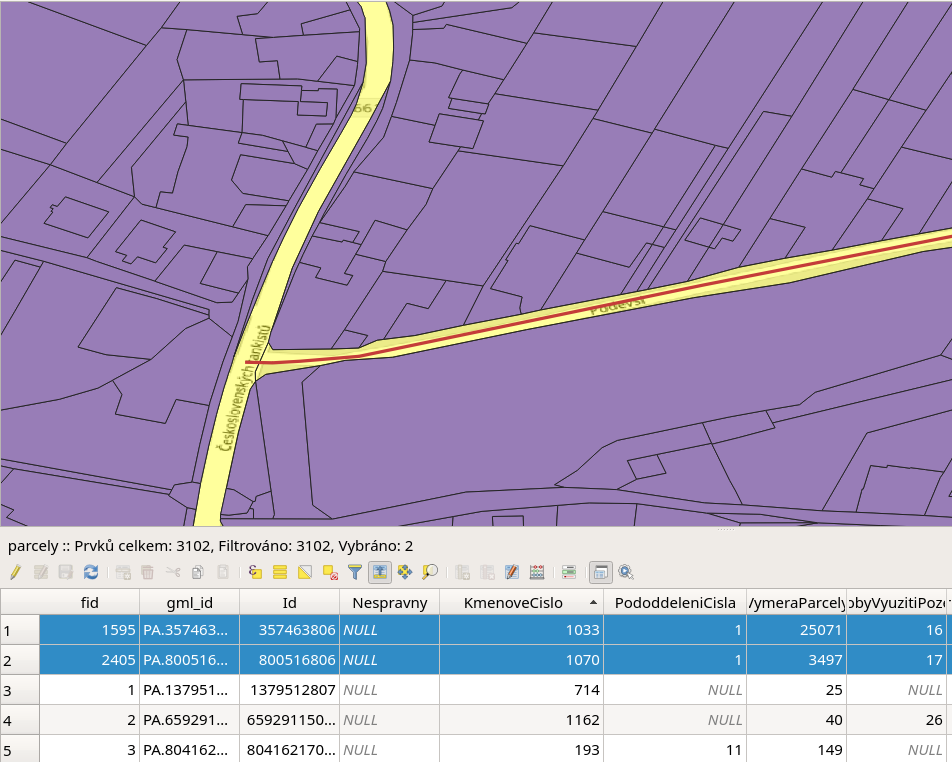 66
Podevsí
Československých tankistů
parcely :: Prvků celkem: 3102, Filtrováno: 3102, Vybráno: 2
fid gml_id Id Nespravny KmenoveCislo PododdeleniCisla VymeraParcely obyVyuzitiPoz
1 1595 PA.357463... 357463806 NULL 1033 1 25071 16
2 2405 PA.800516... 800516806 NULL 1070 1 3497 17
3 1 PA.137951... 1379512807 NULL 714 NULL 25 NULL
4 2 PA.659291... 659291150... NULL 1162 NULL 40 26
5 3 PA.804162... 804162170... NULL 193 11 149 NULL